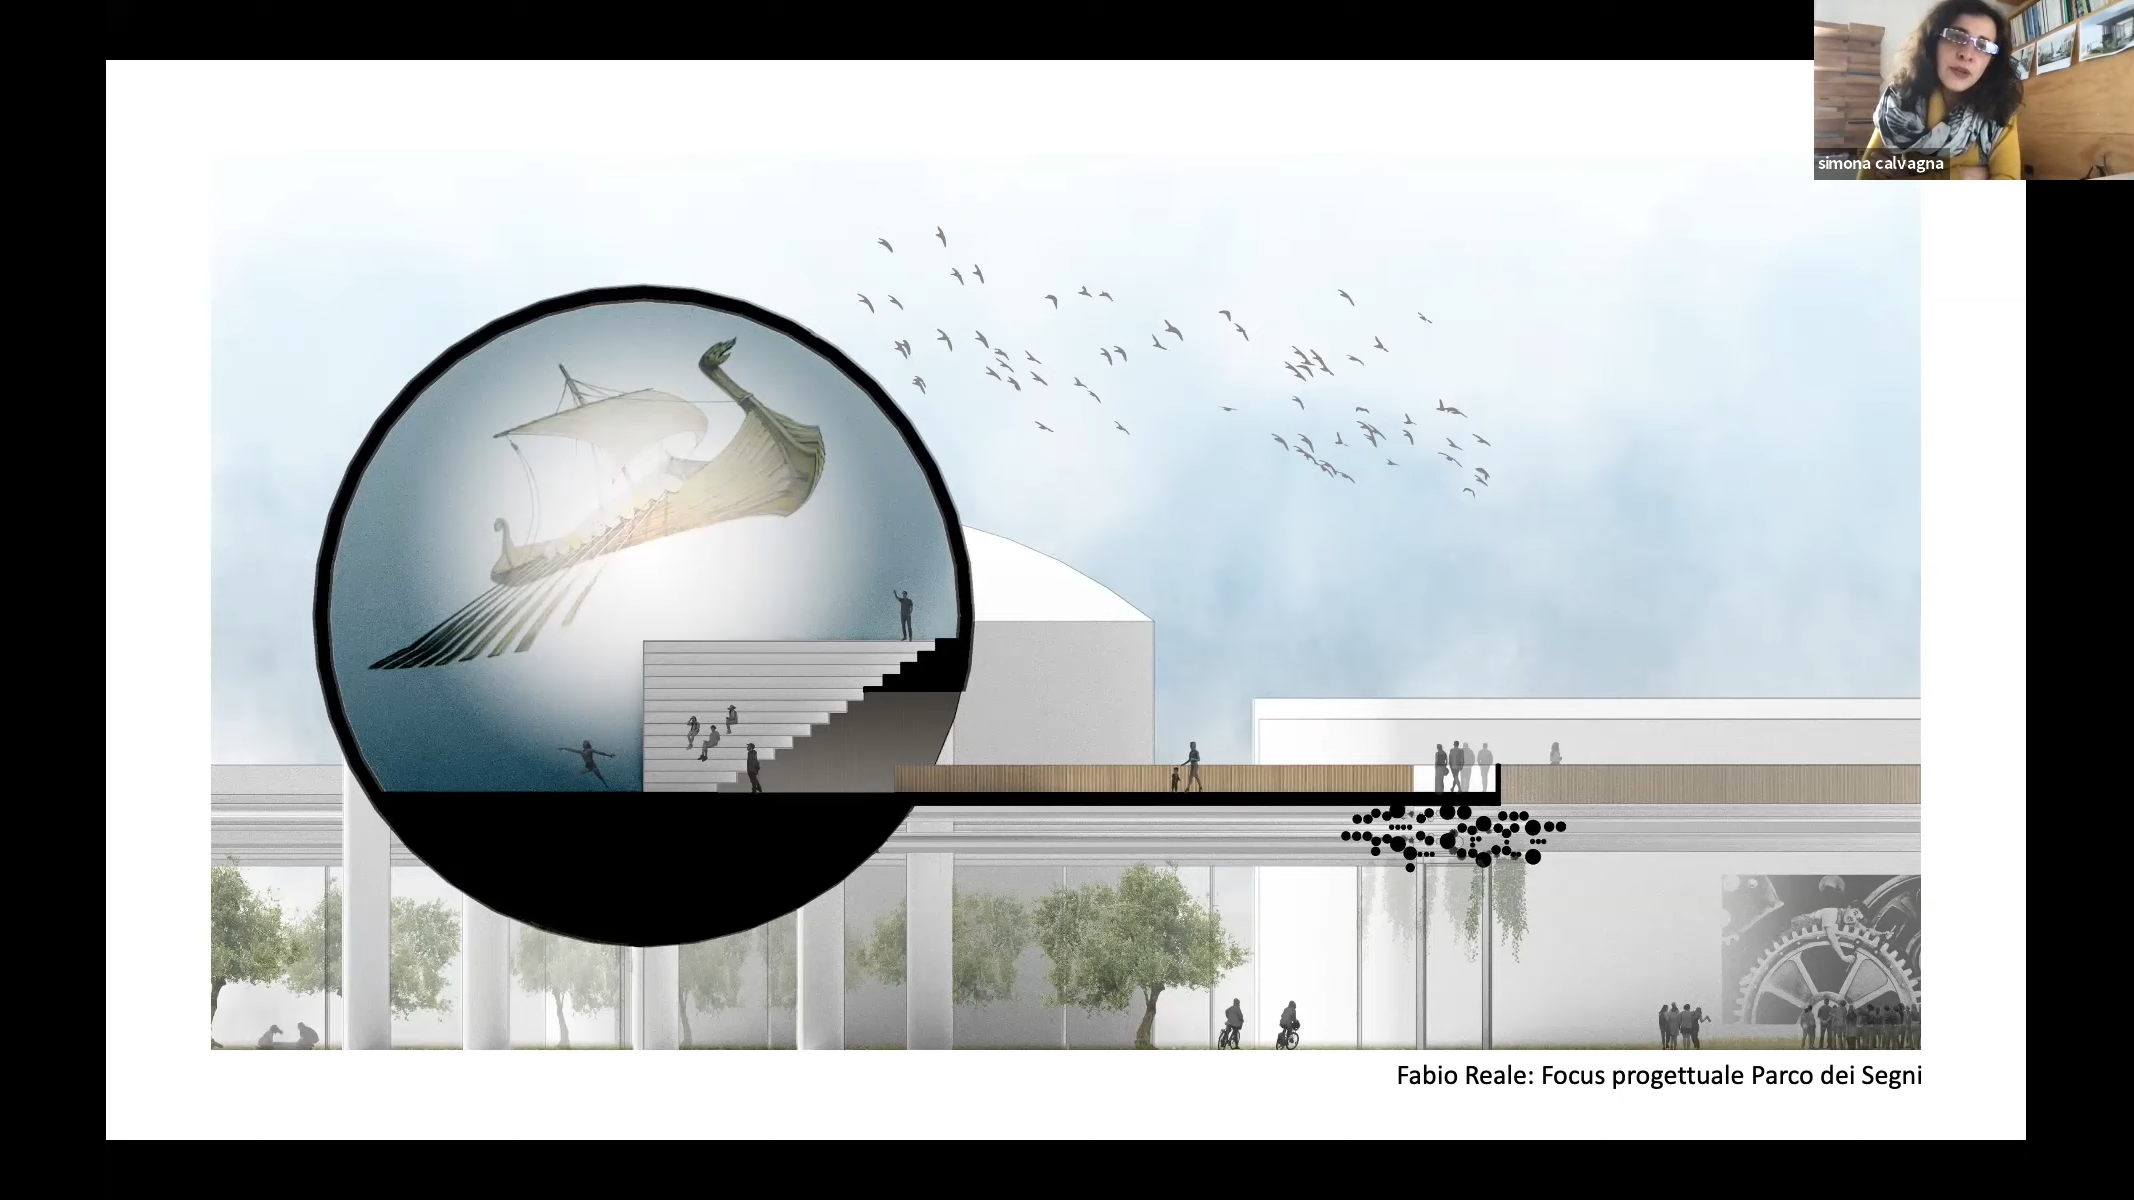 simona calvagna
Fabio Reale: Focus progettuale Parco dei Segni